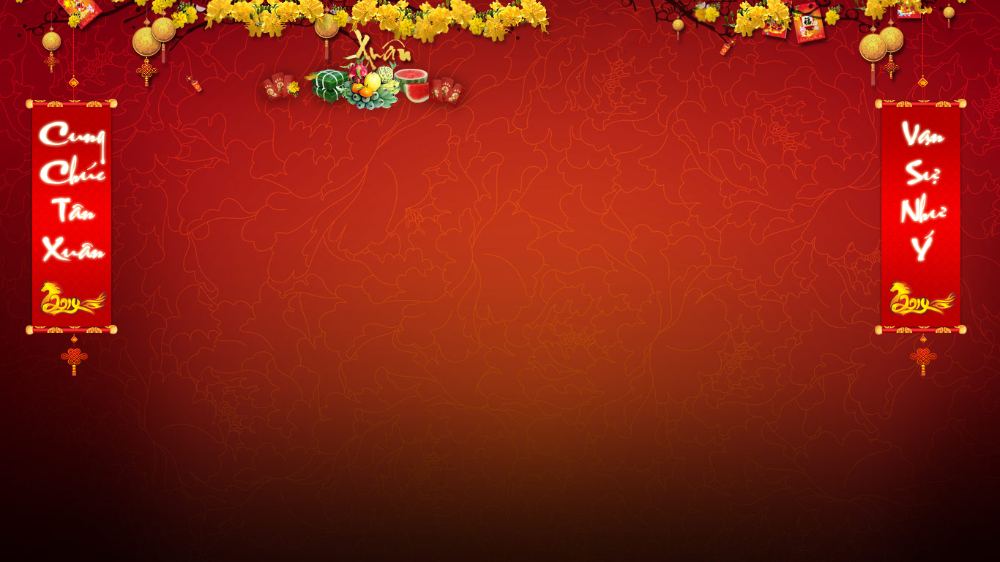 Xuân
Cung
Chúc
Tân
Xuân
2014
Vạn
Sự
Như
Ý
2014